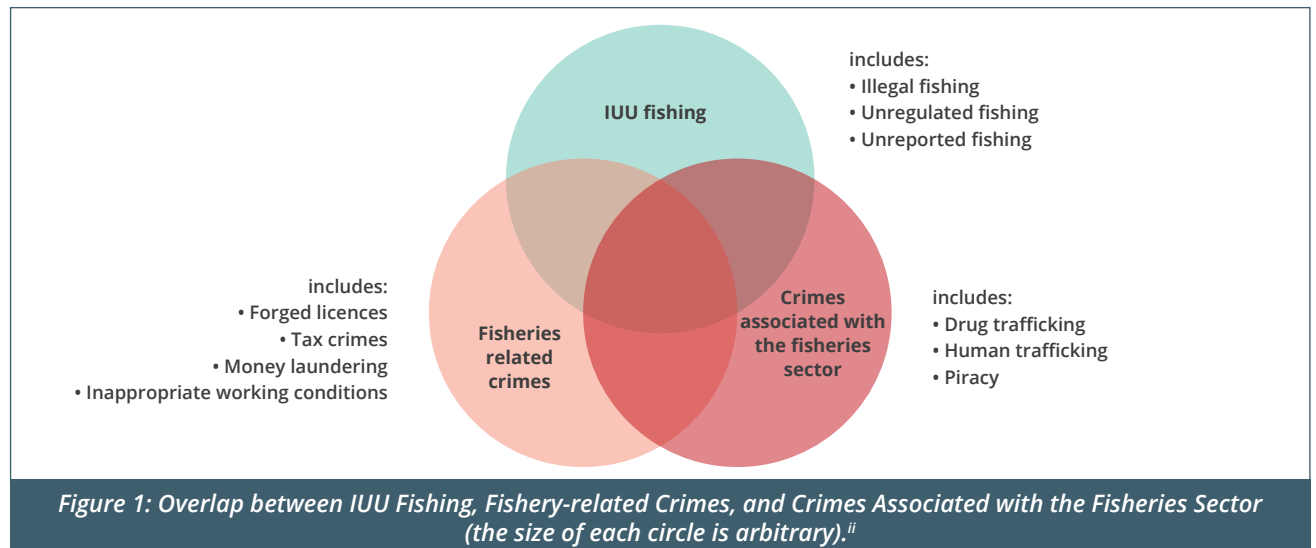 IUU fishing
includes:
• Illegal fishing
• Unregulated fishing
• Unreported fishing
includes:
• Forged licences
• Tax crimes
• Money laundering
• Inappropriate working conditions
Fisheries
related
crimes
Crimes
associated with
the fisheries
sector
includes:
• Drug trafficking
• Human trafficking
• Piracy
Figure 1: Overlap between IUU Fishing, Fishery-related Crimes, and Crimes Associated with the Fisheries Sector
(the size of each circle is arbitrary).ii